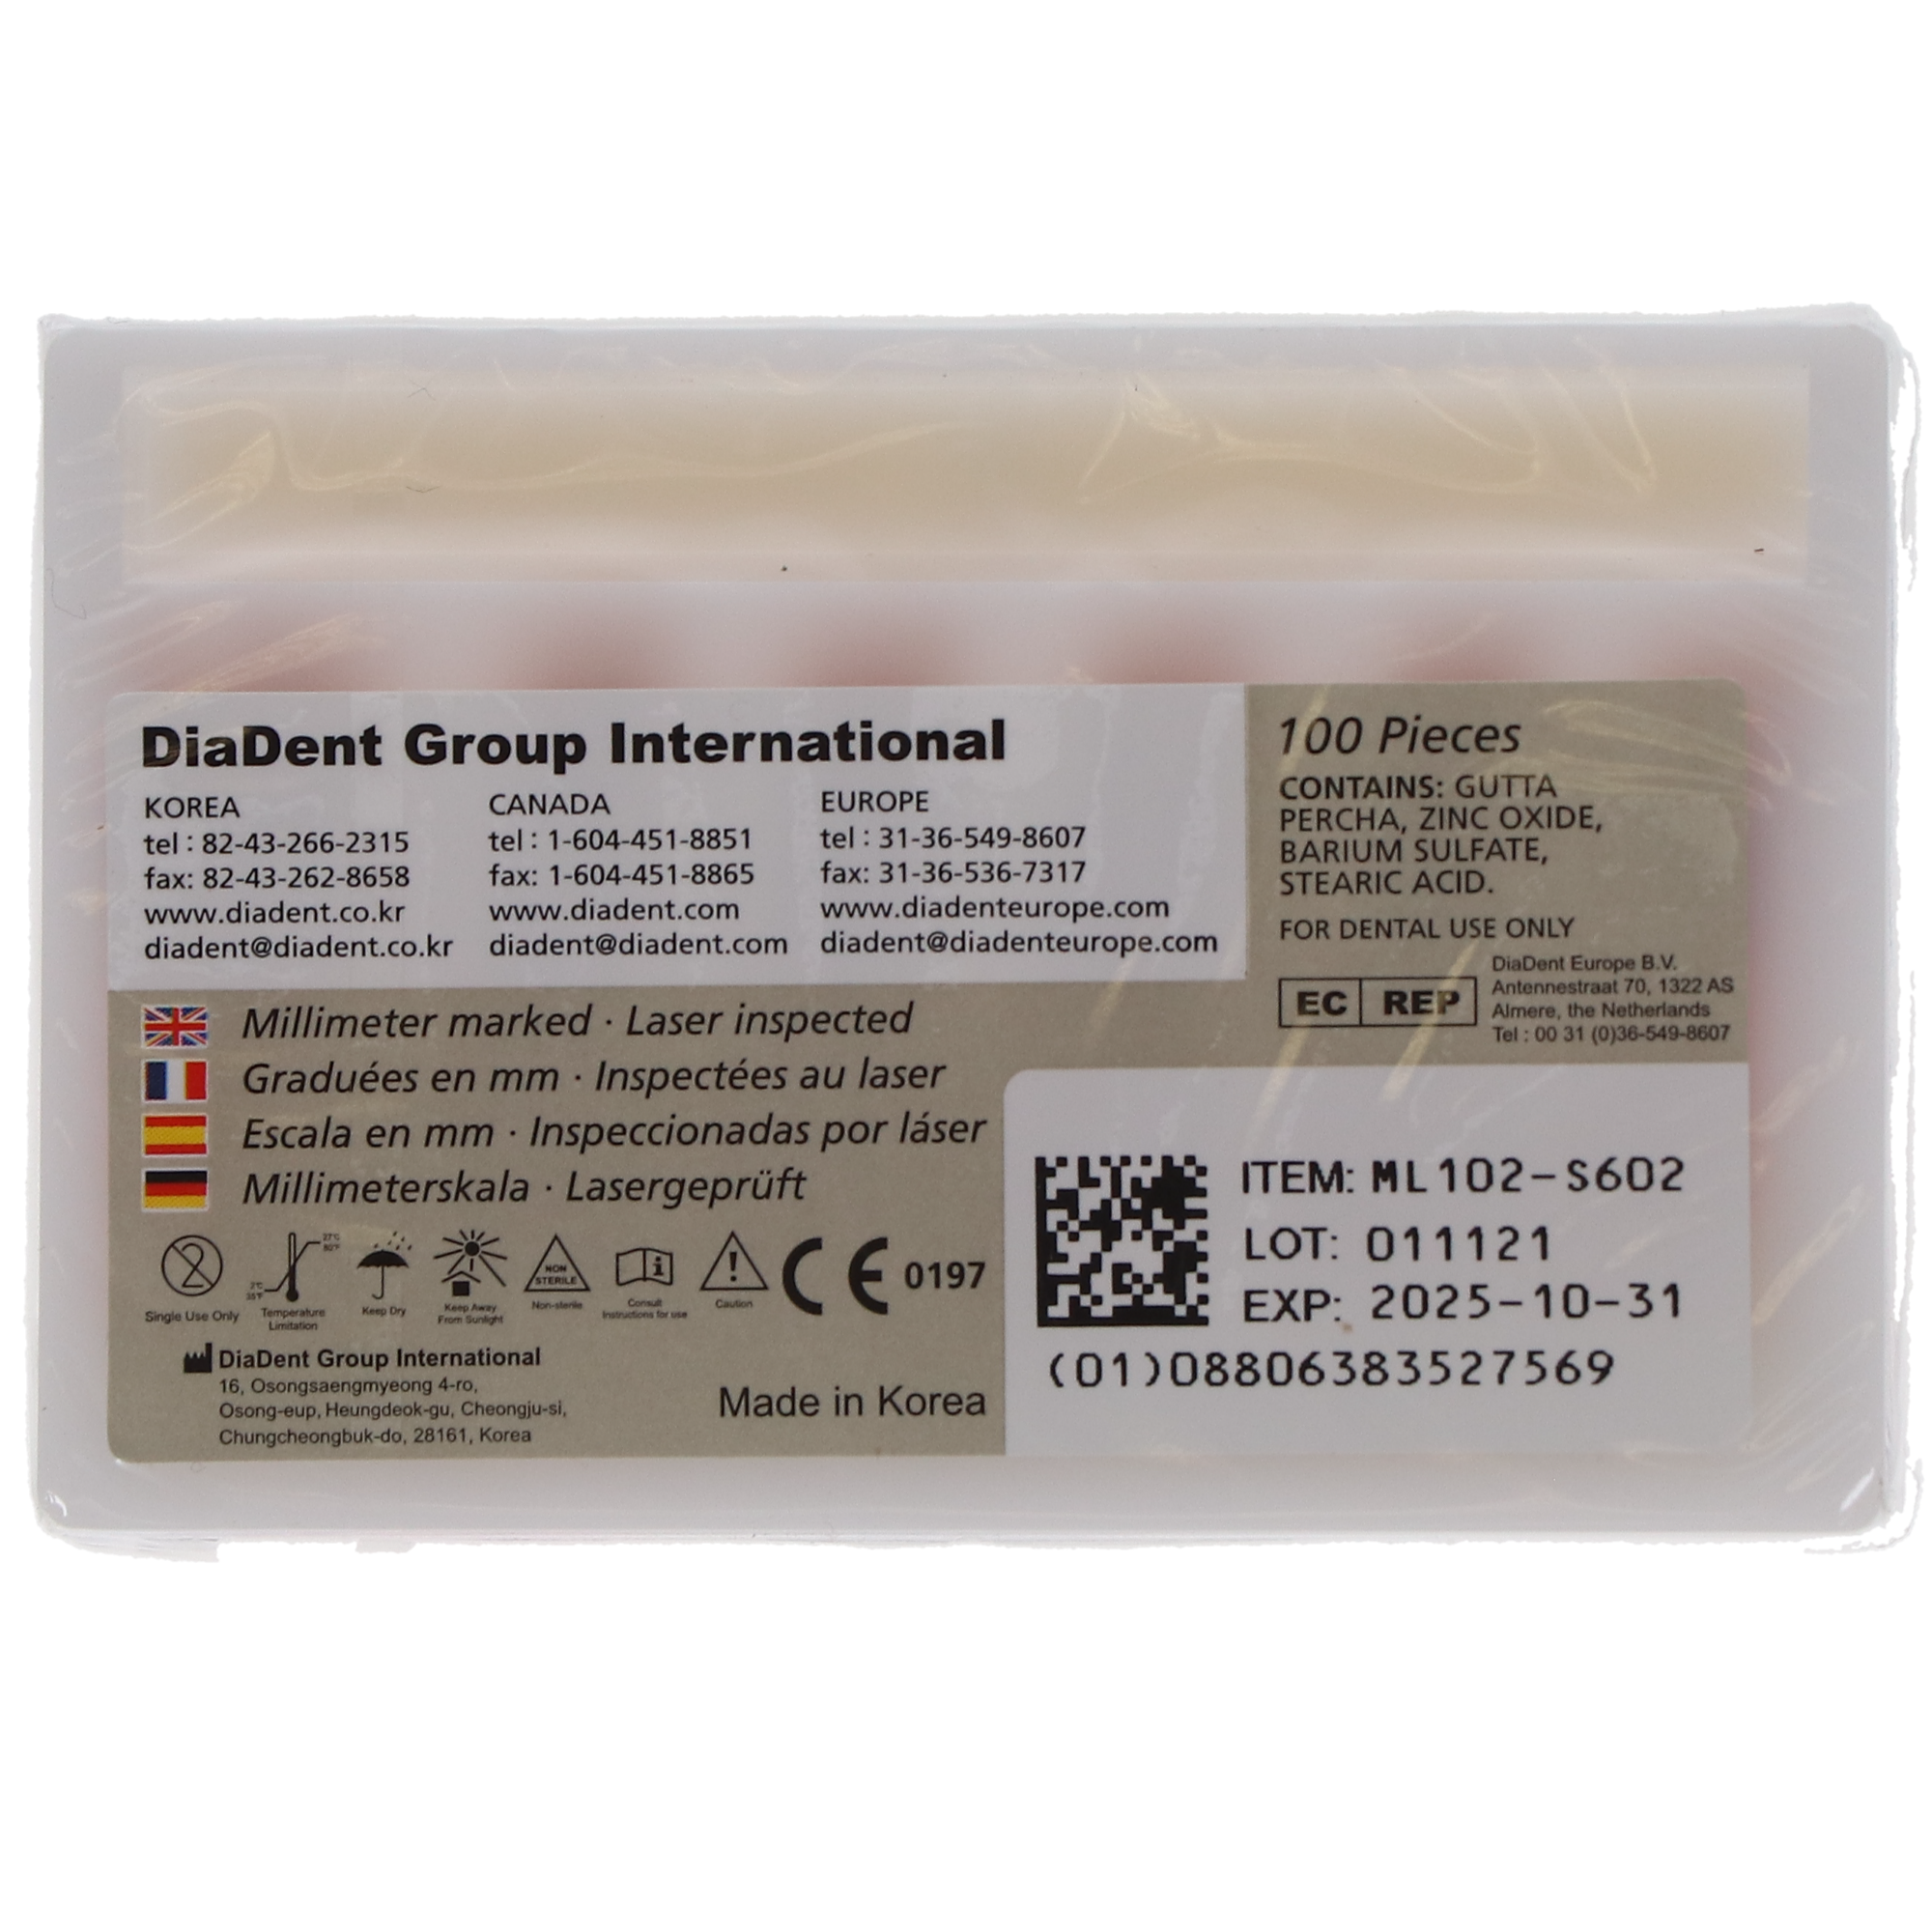 DiaDent Group International
KOREA
tel : 82-43-266-2315
fax: 82-43-262-8658
www.diadent.co.kr
diadent@diadent.co.kr
CANADA
tel : 1-604-451-8851
fax: 1-604-451-8865
www.diadent.com
diadent@diadent.com
EUROPE
tel : 31-36-549-8607
fax: 31-36-536-7317
www.diadenteurope.com
diadent@diadenteurope.com
100 Pieces
CONTAINS: GUTTA
PERCHA, ZINC OXIDE,
BARIUM SULFATE,
STEARIC ACID.
FOR DENTAL USE ONLY
EC REP
DiaDent Europe B.V.
Antennestraat 70, 1322 AS
Almere, the Netherlands
Tel : 00 31 (0)36-549-8607
Millimeter marked · Laser inspected
Graduées en mm · Inspectées au laser
Escala en mm · Inspeccionadas por láser
Millimeterskala · Lasergeprüft
2
Single Use Only
27°C
80°F
2°C
35°F
Temperature
Limitation
Keep Dry
Keep Away
From Sunlight
NON
STERILE
Non-sterile
i
Consult
Instructions for use
!
Caution
CE 0197
DiaDent Group International
16, Osongsaengmyeong 4-ro,
Osong-eup, Heungdeok-gu, Cheongju-si,
Chungcheongbuk-do, 28161, Korea
Made in Korea
ITEM: ML102-S602
LOT: 011121
EXP: 2025-10-31
(01)08806383527569